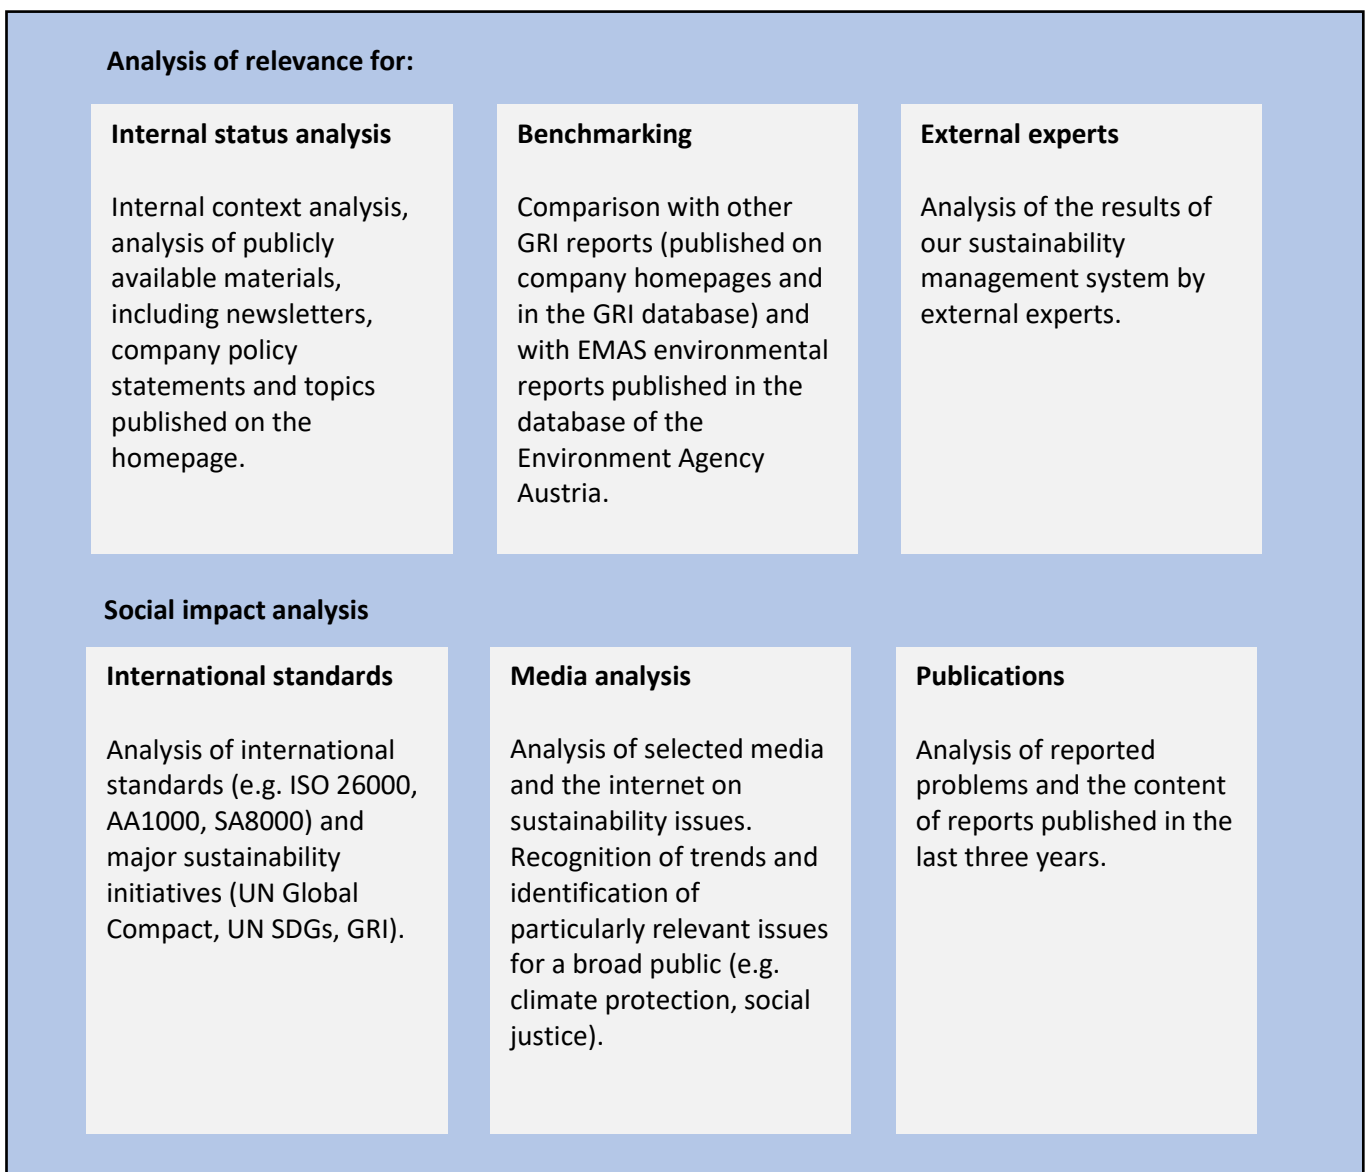 Analysis of relevance for:
Internal status analysis
Internal context analysis,
analysis of publicly
available materials,
including newsletters,
company policy
statements and topics
published on the
homepage.
Benchmarking
Comparison with other
GRI reports (published on
company homepages and
in the GRI database) and
with EMAS environmental
reports published in the
database of the
Environment Agency
Austria.
External experts
Analysis of the results of
our sustainability
management system by
external experts.
Social impact analysis
International standards
Analysis of international
standards (e.g. ISO 26000,
AA1000, SA8000) and
major sustainability
initiatives (UN Global
Compact, UN SDGs, GRI).
Media analysis
Analysis of selected media
and the internet on
sustainability issues.
Recognition of trends and
identification of
particularly relevant issues
for a broad public (e.g.
climate protection, social
justice).
Publications
Analysis of reported
problems and the content
of reports published in the
last three years.